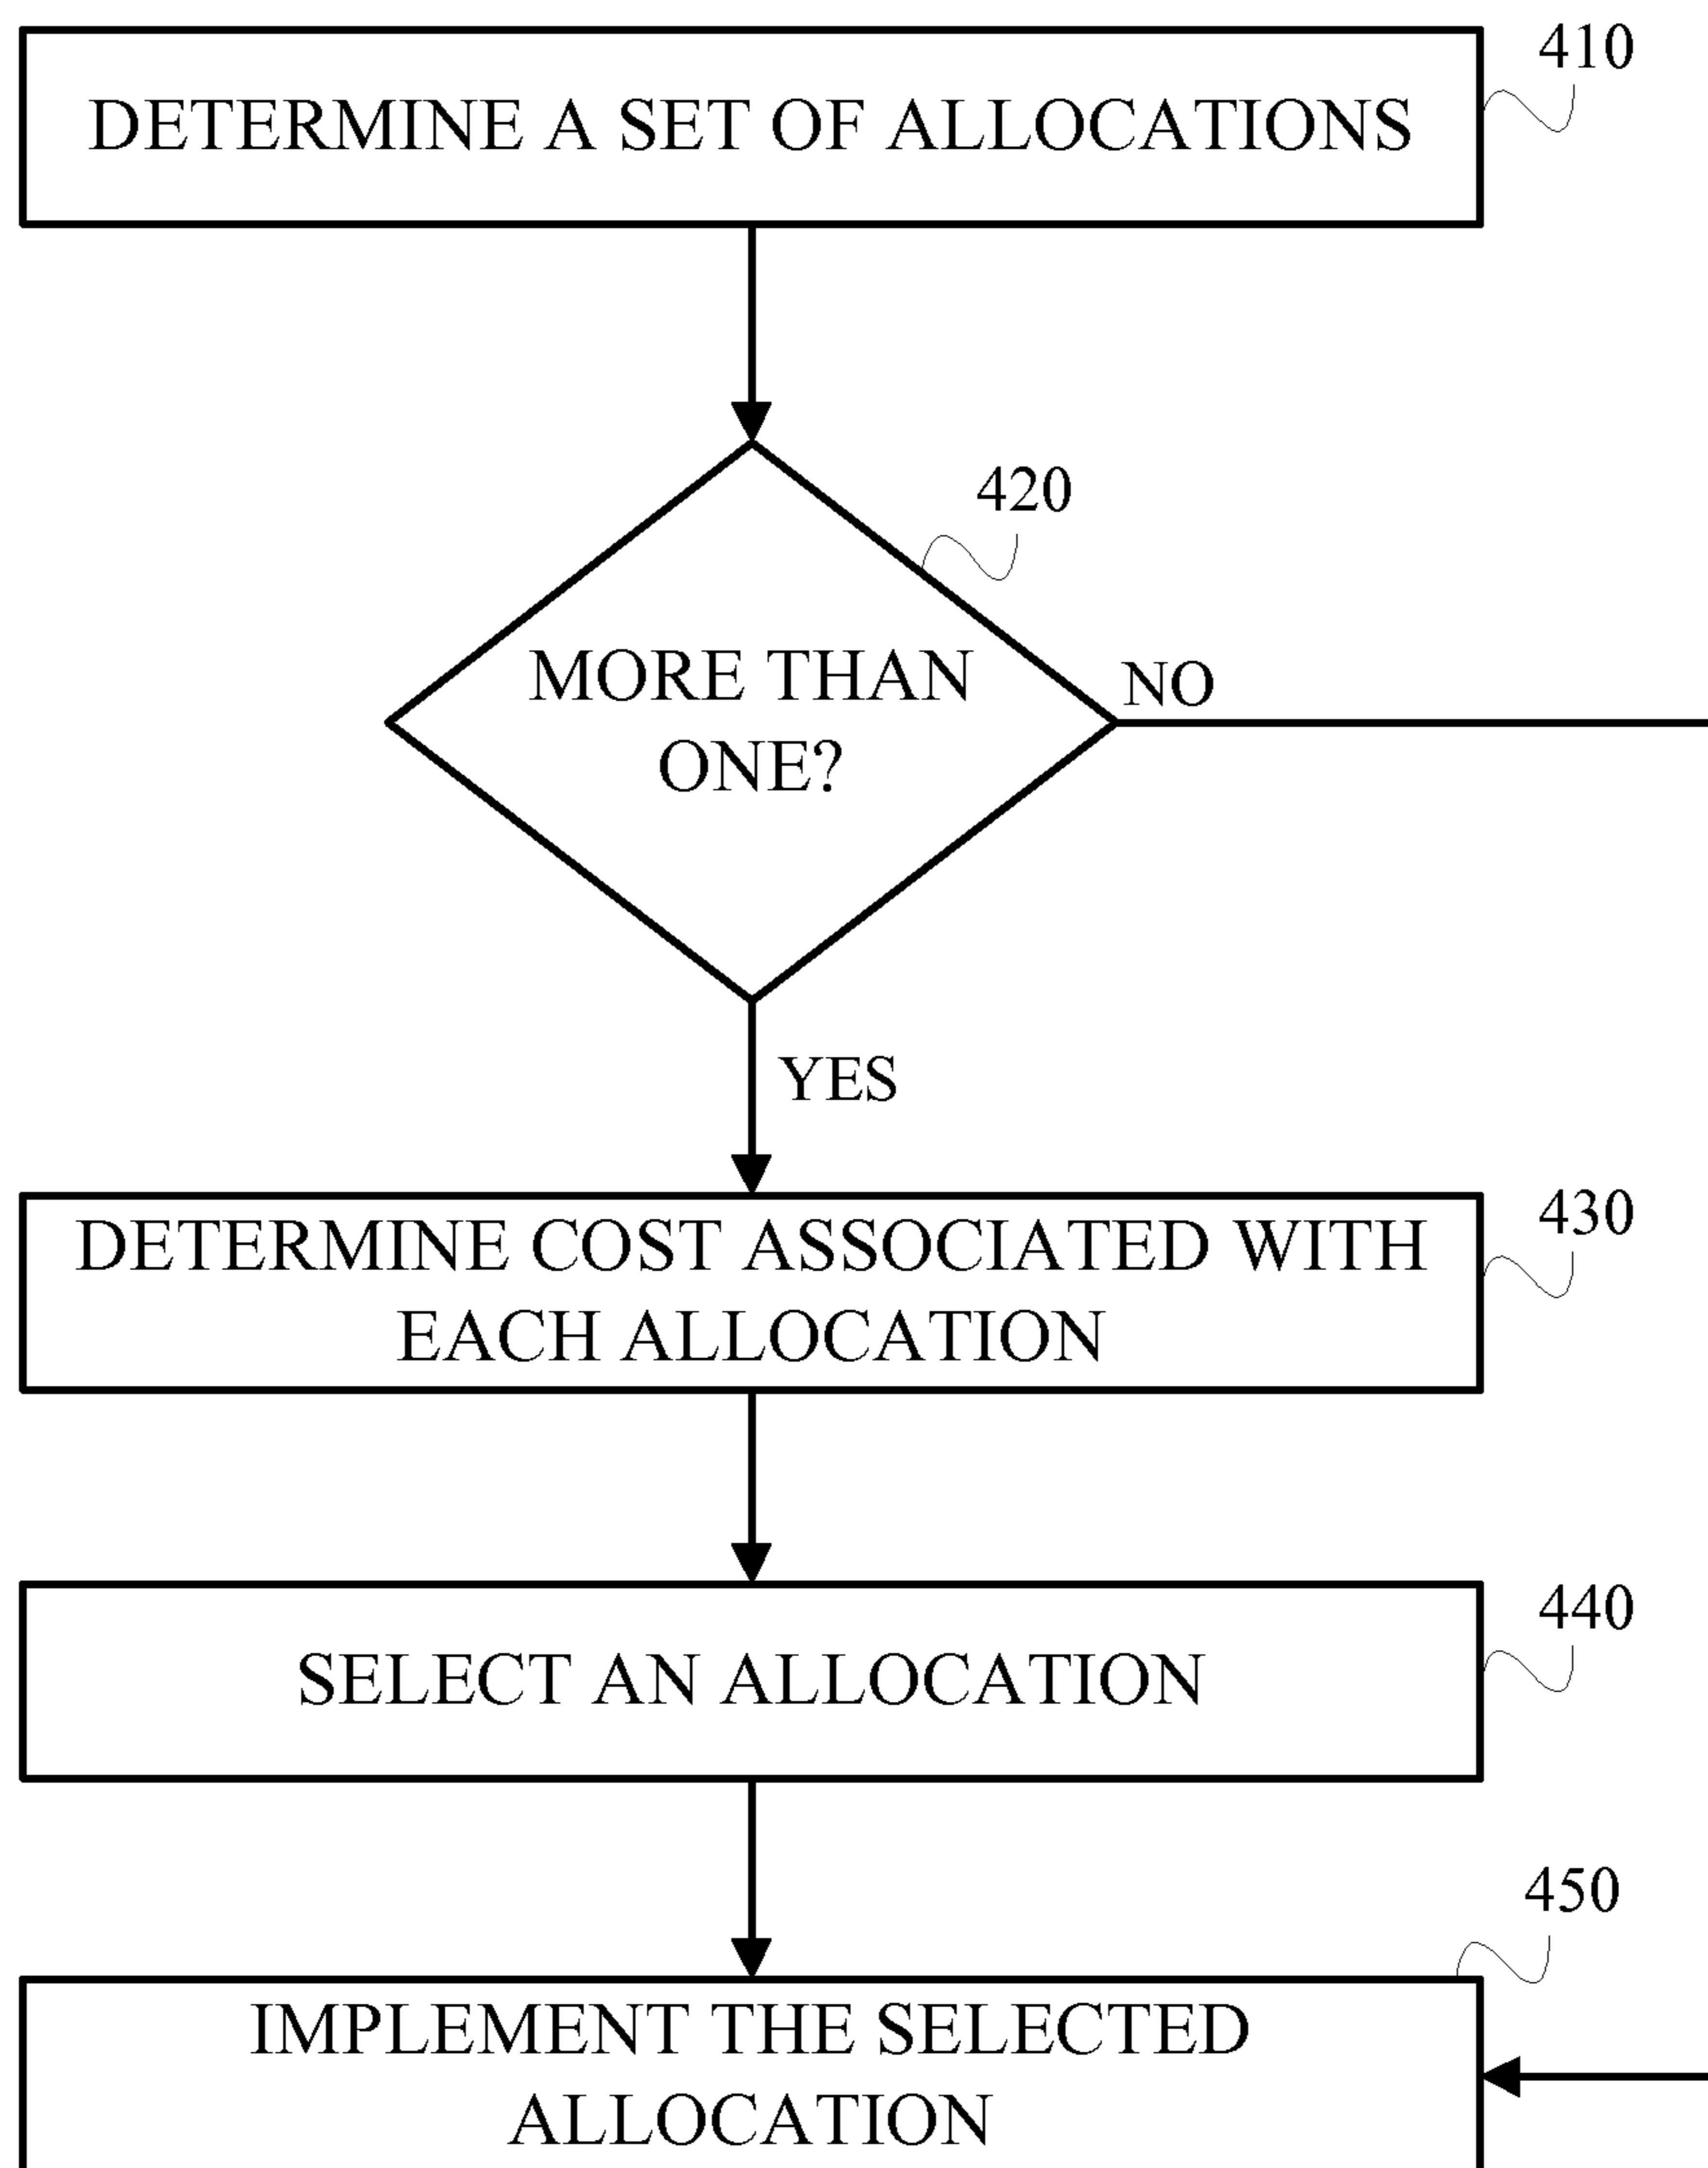 410
DETERMINE A SET OF ALLOCATIONS
420
MORE THAN
ONE?
NO
YES
430
DETERMINE COST ASSOCIATED WITH
EACH ALLOCATION
440
SELECT AN ALLOCATION
450
IMPLEMENT THE SELECTED
ALLOCATION